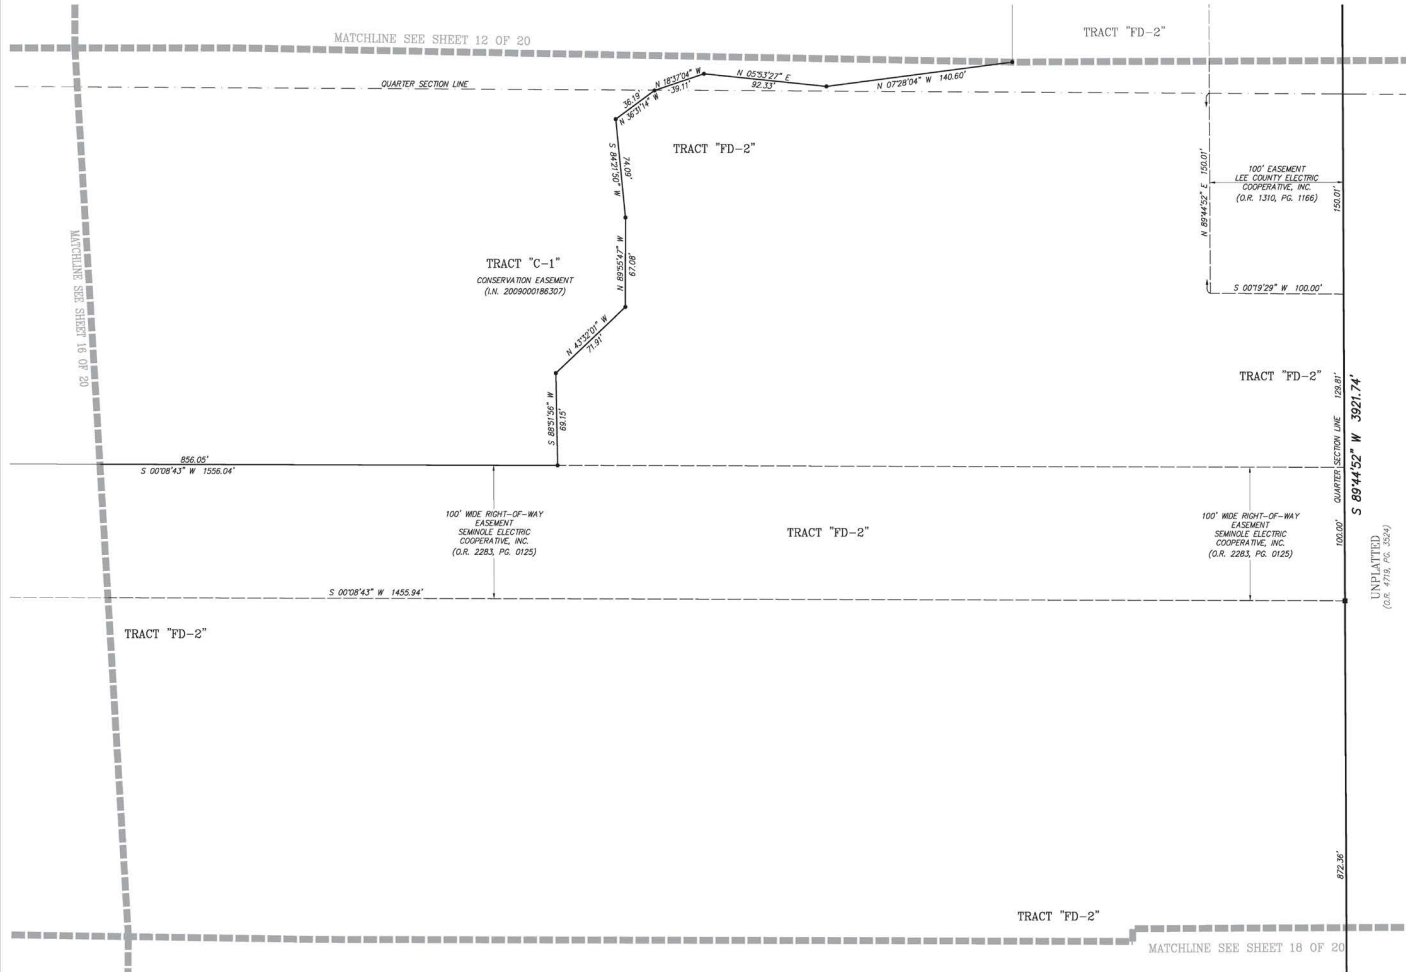 TRACT "FD-2"
MATCHLINE SEE SHEET 12 OF 20
QUARTER SECTION LINE
36.19'
N 36°31'14" W
N 18°37'04" W
39.11'
N 05°53'27" E
92.33'
N 07°28'04" W 140.60'
TRACT "FD-2"
S 84°21'50" W
74.09'
N 89°44'52" E 150.01'
100' EASEMENT
LEE COUNTY ELECTRIC
COOPERATIVE, INC.
(O.R. 1310, PG. 1166)
150.01'
MATCHLINE SEE SHEET 16 OF 20
TRACT "C-1"
CONSERVATION EASEMENT
(I.N. 2009000186307)
N 89°55'47" W
67.08'
S 00°19'29" W 100.00'
N 43°32'01" W
71.91'
TRACT "FD-2"
129.81'
S 88°51'56" W
69.15'
QUARTER SECTION LINE
S 89°44'52" W 3921.74'
856.05'
S 00°08'43" W 1556.04'
100' WIDE RIGHT-OF-WAY
EASEMENT
SEMINOLE ELECTRIC
COOPERATIVE, INC.
(O.R. 2283, PG. 0125)
TRACT "FD-2"
100' WIDE RIGHT-OF-WAY
EASEMENT
SEMINOLE ELECTRIC
COOPERATIVE, INC.
(O.R. 2283, PG. 0125)
100.00'
UNPLATTED
(O.R. 4719, PG. 3524)
S 00°08'43" W 1455.94'
TRACT "FD-2"
872.36'
TRACT "FD-2"
MATCHLINE SEE SHEET 18 OF 20